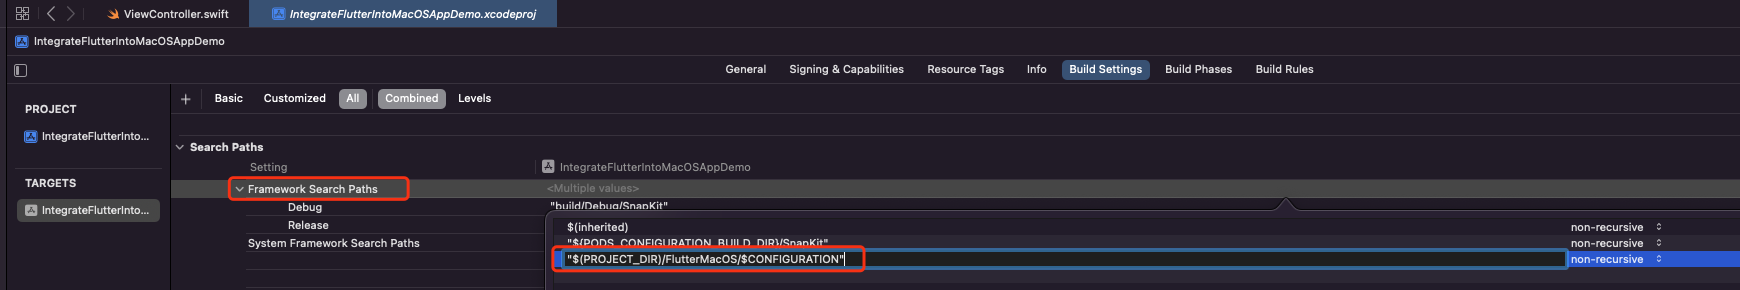 ViewController.swift
IntegrateFlutterIntoMacOSAppDemo.xcodeproj
IntegrateFlutterIntoMacOSAppDemo
General Signing & Capabilities Resource Tags Info Build Settings Build Phases Build Rules
Basic Customized All Combined Levels
PROJECT
IntegrateFlutterInto...
TARGETS
IntegrateFlutterInto...
Search Paths
Setting IntegrateFlutterIntoMacOSAppDemo
Framework Search Paths <Multiple values>
Debug "build/Debug/SnapKit"
Release
System Framework Search Paths
$(inherited) non-recursive
"${PODS_CONFIGURATION_BUILD_DIR}/SnapKit" non-recursive
"$(PROJECT_DIR)/FlutterMacOS/$CONFIGURATION" non-recursive